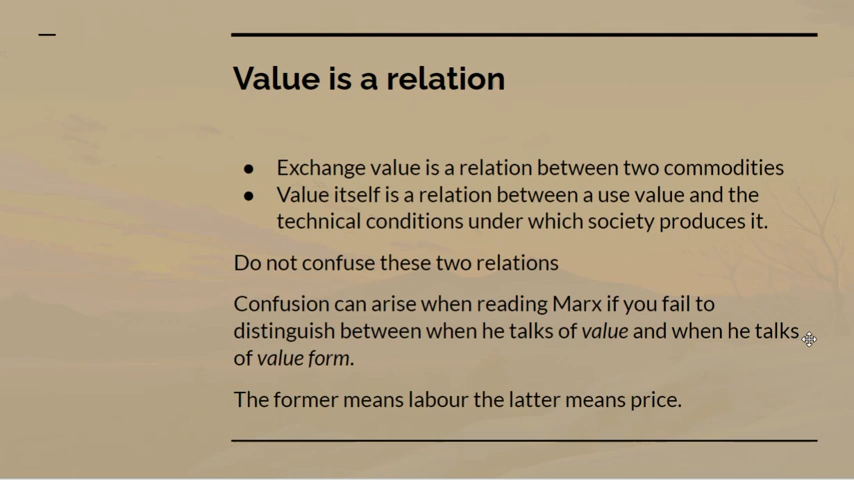 Value is a relation
● Exchange value is a relation between two commodities
● Value itself is a relation between a use value and the
technical conditions under which society produces it.
Do not confuse these two relations
Confusion can arise when reading Marx if you fail to
distinguish between when he talks of value and when he talks
of value form.
The former means labour the latter means price.